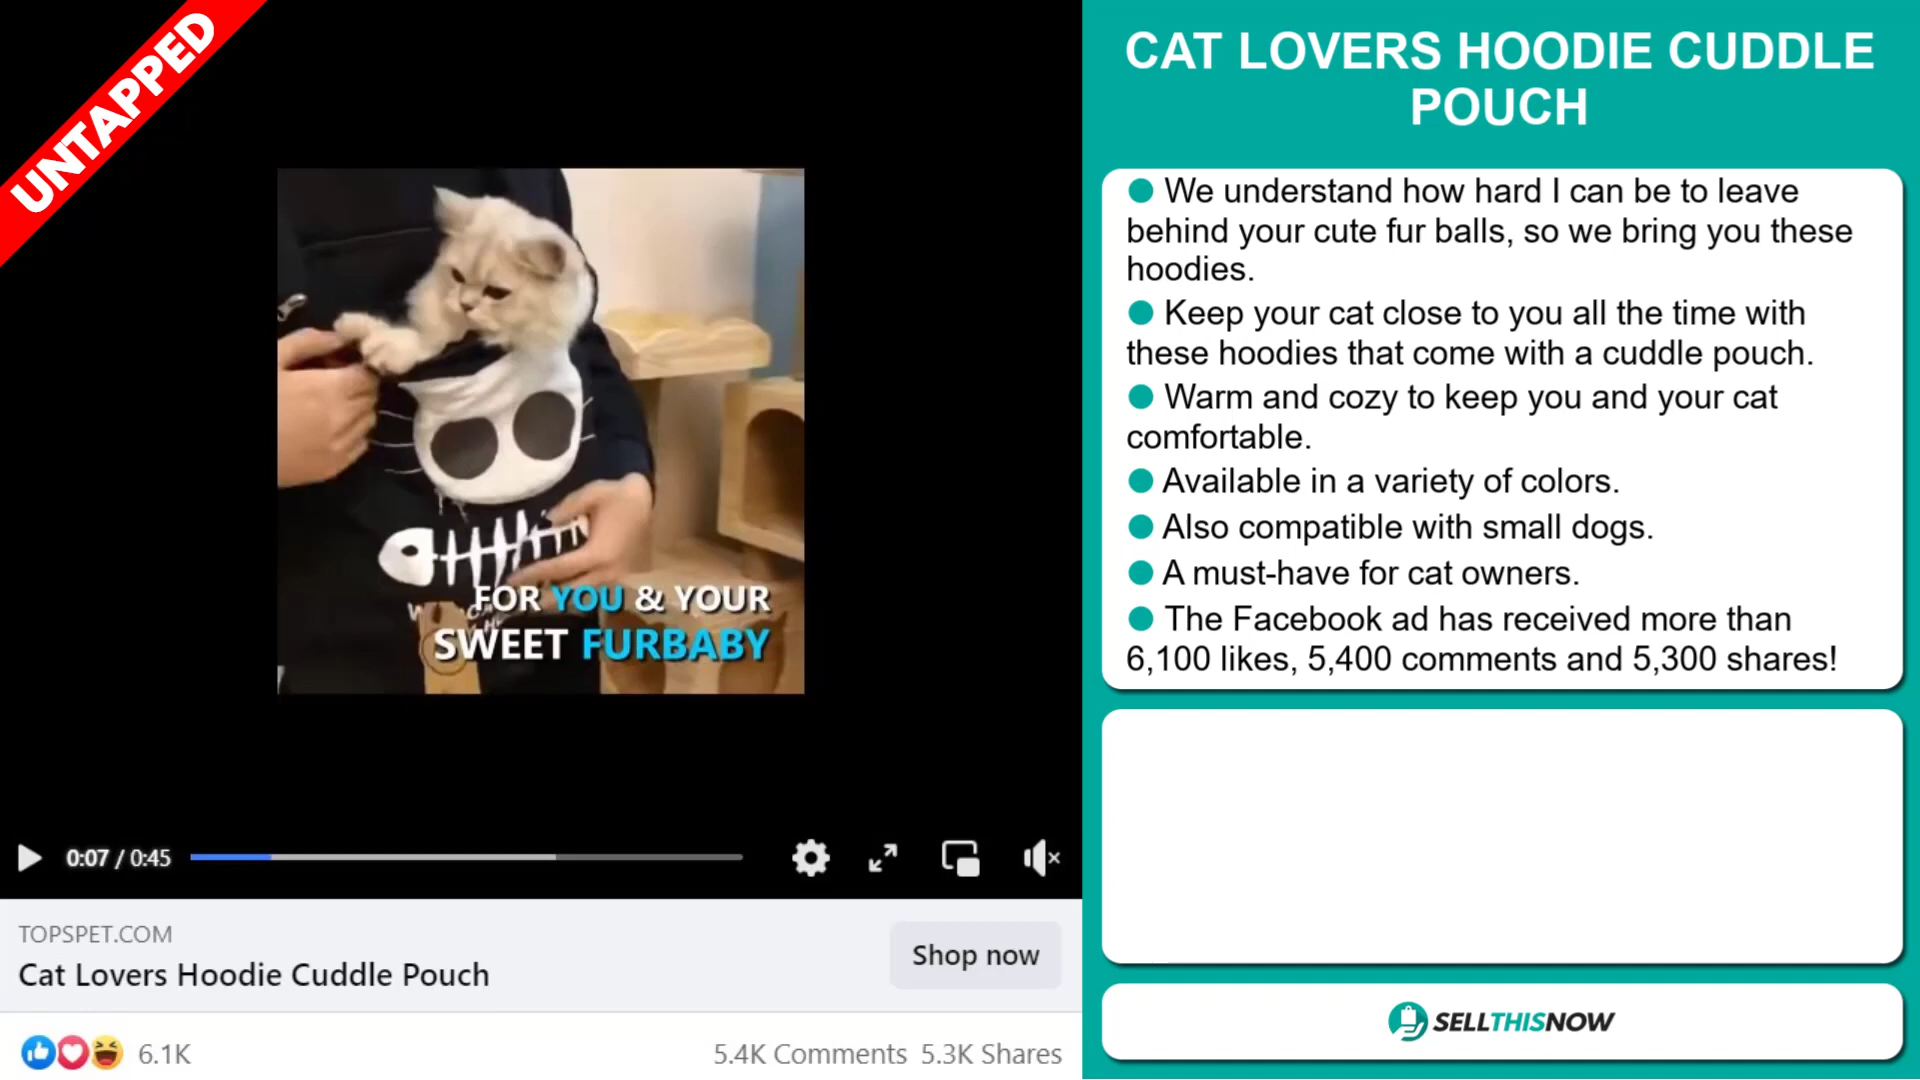 UNTAPPED
FOR YOU & YOUR
SWEET FURBABY
0:07 / 0:45
TOPSPET.COM
Cat Lovers Hoodie Cuddle Pouch
Shop now
6.1K
5.4K Comments 5.3K Shares
CAT LOVERS HOODIE CUDDLE
POUCH
● We understand how hard I can be to leave
behind your cute fur balls, so we bring you these
hoodies.
● Keep your cat close to you all the time with
these hoodies that come with a cuddle pouch.
● Warm and cozy to keep you and your cat
comfortable.
● Available in a variety of colors.
● Also compatible with small dogs.
● A must-have for cat owners.
● The Facebook ad has received more than
6,100 likes, 5,400 comments and 5,300 shares!
SELLTHISNOW